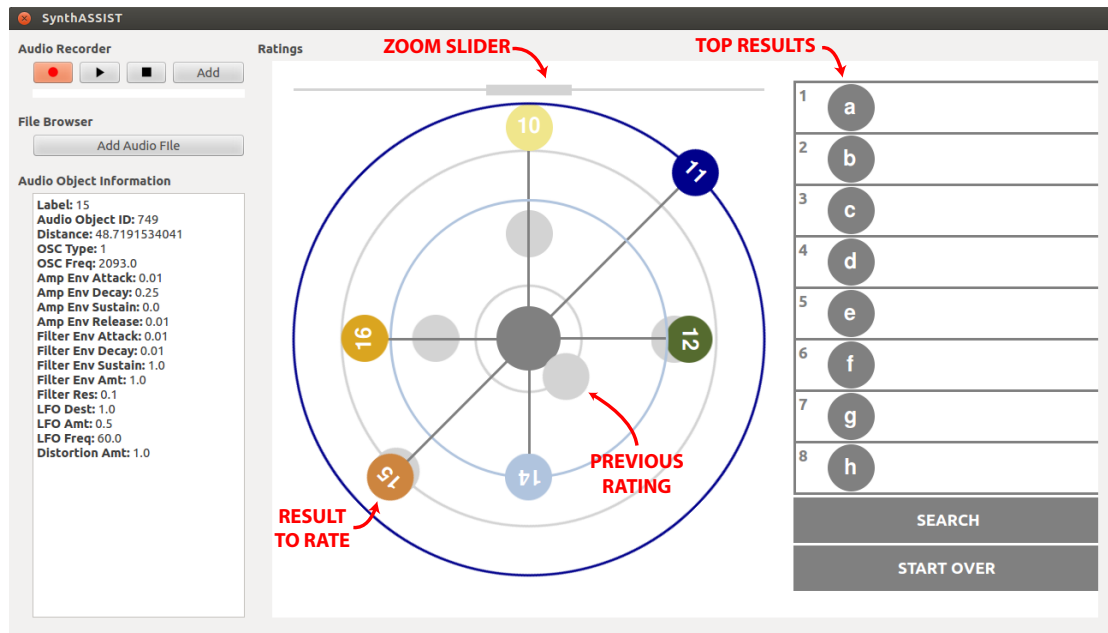 SynthASSIST
Audio Recorder
Add
File Browser
Add Audio File
Audio Object Information
Label: 15
Audio Object ID: 749
Distance: 48.7191534041
OSC Type: 1
OSC Freq: 2093.0
Amp Env Attack: 0.01
Amp Env Decay: 0.25
Amp Env Sustain: 0.0
Amp Env Release: 0.01
Filter Env Attack: 0.01
Filter Env Decay: 0.01
Filter Env Sustain: 1.0
Filter Env Amt: 1.0
Filter Res: 0.1
LFO Dest: 1.0
LFO Amt: 0.5
LFO Freq: 60.0
Distortion Amt: 1.0
Ratings
ZOOM SLIDER
10
11
16
12
15
14
RESULT
TO RATE
PREVIOUS
RATING
TOP RESULTS
1 a
2 b
3 c
4 d
5 e
6 f
7 g
8 h
SEARCH
START OVER